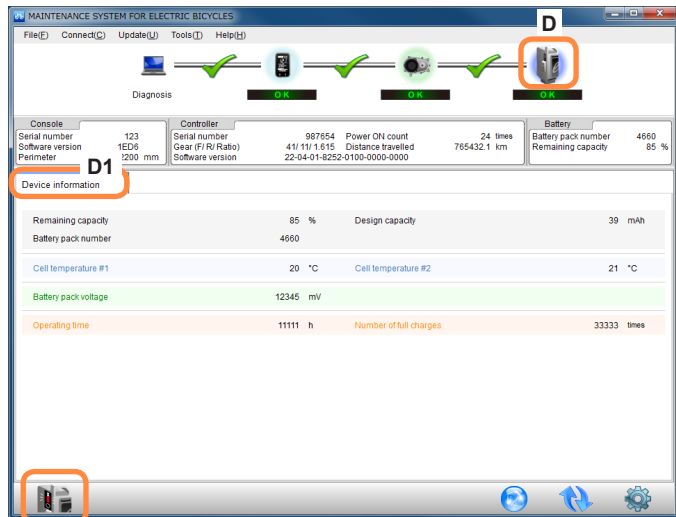 MAINTENANCE SYSTEM FOR ELECTRIC BICYCLES
File(F) Connect(C) Update(U) Tools(T) Help(H)
D
Diagnosis OK OK OK
Console Controller Battery
Serial number 123 Serial number 987654 Power ON count 24 times Battery pack number 4660
Software version 1ED6 Gear (F/ R/ Ratio) 41/ 11/ 1.615 Distance travelled 765432.1 km Remaining capacity 85 %
Perimeter 2200 mm Software version 22-04-01-8252-0100-0000-0000
D1
Device information
Remaining capacity 85 % Design capacity 39 mAh
Battery pack number 4660
Cell temperature #1 20 °C Cell temperature #2 21 °C
Battery pack voltage 12345 mV
Operating time 11111 h Number of full charges 33333 times